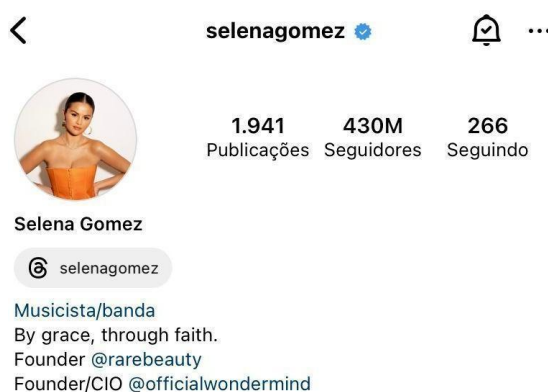 selenagomez
1.941 430M 266
Publicações Seguidores Seguindo
Selena Gomez
selenagomez
Musicista/banda
By grace, through faith.
Founder @rarebeauty
Founder/CIO @officialwondermind